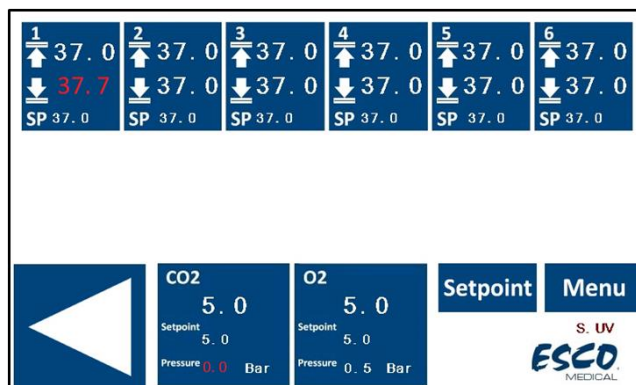 1 2 3 4 5 6
37.0 37.0 37.0 37.0 37.0 37.0
37.7 37.0 37.0 37.0 37.0 37.0
SP 37.0 SP 37.0 SP 37.0 SP 37.0 SP 37.0 SP 37.0
CO2 O2
5.0 5.0
Setpoint Setpoint
5.0 5.0
Pressure 0.0 Bar Pressure 0.5 Bar
Setpoint Menu
S. UV
ESCO
MEDICAL